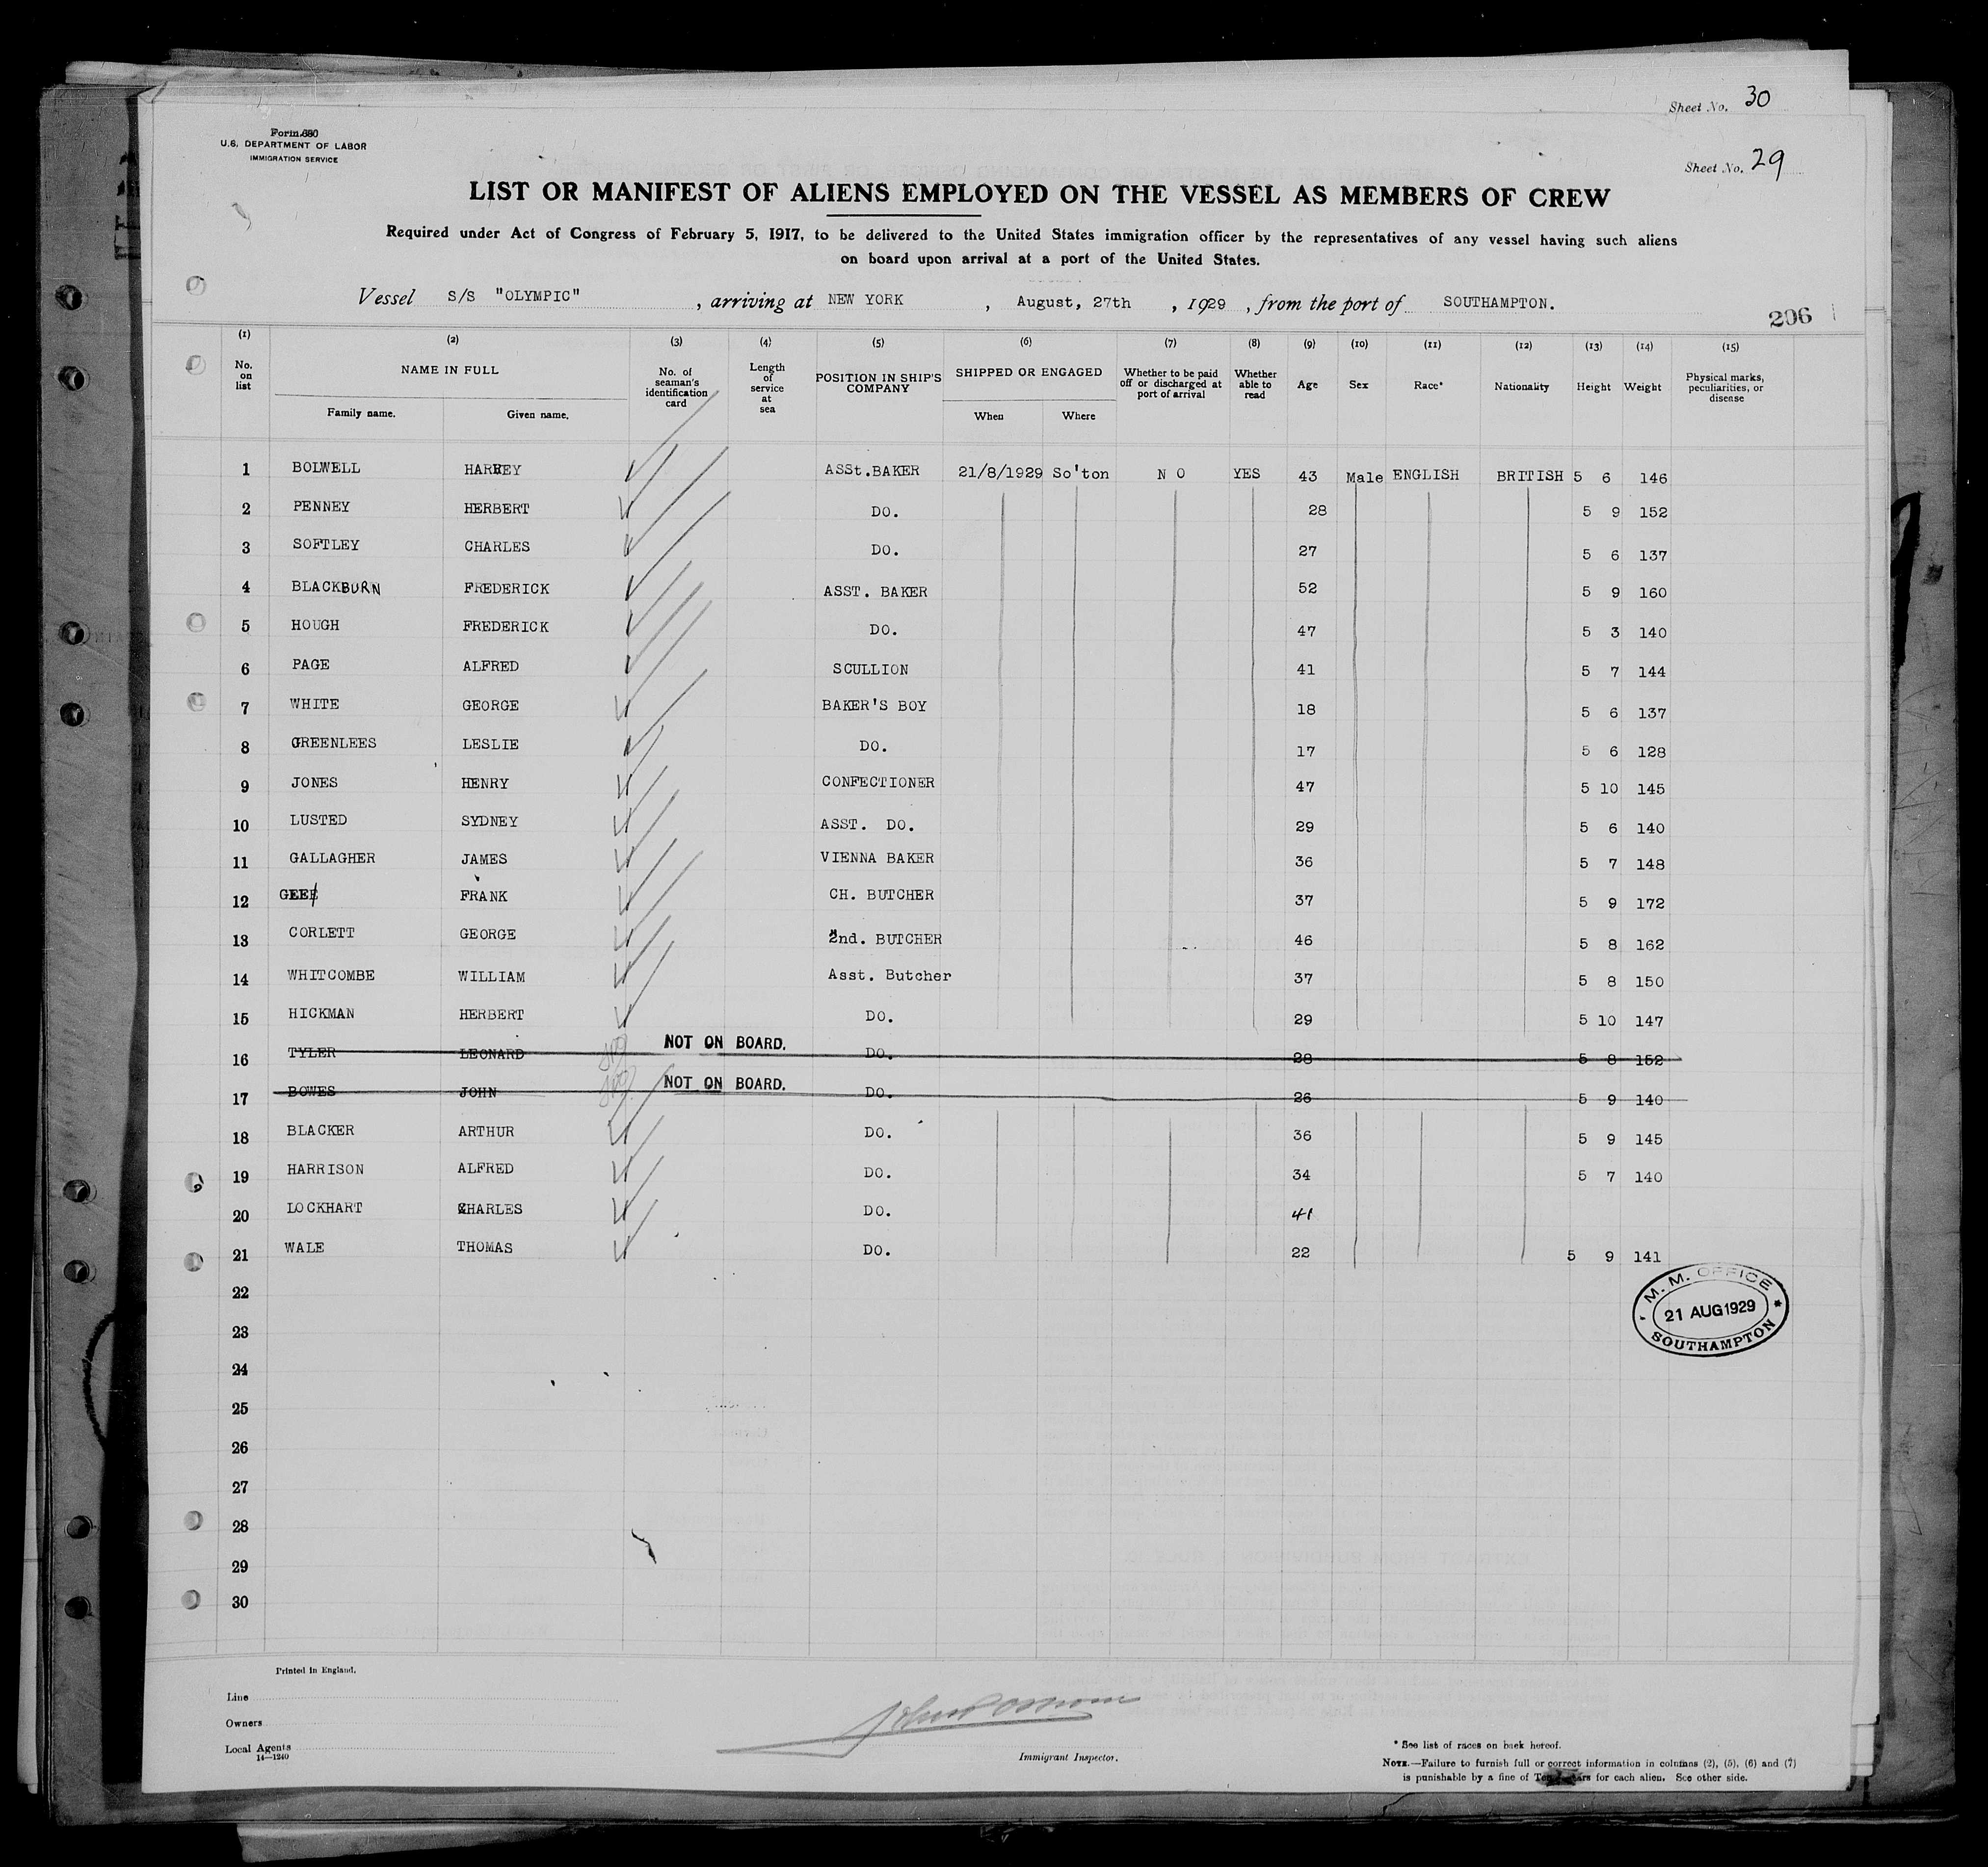 Sheet No. 30
Form 680
U.S. DEPARTMENT OF LABOR
IMMIGRATION SERVICE
Sheet No. 29
LIST OR MANIFEST OF ALIENS EMPLOYED ON THE VESSEL AS MEMBERS OF CREW
Required under Act of Congress of February 5, 1917, to be delivered to the United States immigration officer by the representatives of any vessel having such aliens
on board upon arrival at a port of the United States.
Vessel S/S "OLYMPIC", arriving at NEW YORK, August, 27th, 1929, from the port of SOUTHAMPTON.
206
(1) (2) (3) (4) (5) (6) (7) (8) (9) (10) (11) (12) (13) (14) (15)
No. on list NAME IN FULL Family name. Given name. No. of seaman's identification card Length of service at sea POSITION IN SHIP'S COMPANY SHIPPED OR ENGAGED When Where Whether to be paid off or discharged at port of arrival Whether able to read Age Sex Race* Nationality Height Weight Physical marks, peculiarities, or disease
1 BOLWELL HARVEY ASSt.BAKER 21/8/1929 So'ton N O YES 43 Male ENGLISH BRITISH 5 6 146
2 PENNEY HERBERT DO. 28 5 9 152
3 SOFTLEY CHARLES DO. 27 5 6 137
4 BLACKBURN FREDERICK ASST. BAKER 52 5 9 160
5 HOUGH FREDERICK DO. 47 5 3 140
6 PAGE ALFRED SCULLION 41 5 7 144
7 WHITE GEORGE BAKER'S BOY 18 5 6 137
8 GREENLEES LESLIE DO. 17 5 6 128
9 JONES HENRY CONFECTIONER 47 5 10 145
10 LUSTED SYDNEY ASST. DO. 29 5 6 140
11 GALLAGHER JAMES VIENNA BAKER 36 5 7 148
12 GEE FRANK CH. BUTCHER 37 5 9 172
13 CORLETT GEORGE 2nd. BUTCHER 46 5 8 162
14 WHITCOMBE WILLIAM Asst. Butcher 37 5 8 150
15 HICKMAN HERBERT DO. 29 5 10 147
16 TYLER LEONARD NOT ON BOARD. DO. 28 5 8 152
17 BOWES JOHN NOT ON BOARD. DO. 26 5 9 140
18 BLACKER ARTHUR DO. 36 5 9 145
19 HARRISON ALFRED DO. 34 5 7 140
20 LOCKHART CHARLES DO. 41
21 WALE THOMAS DO. 22 5 9 141
22
M. M. OFFICE
21 AUG 1929
SOUTHAMPTON
23
24
25
26
27
28
29
30
Printed in England.
Line
Owners
Local Agents
14—1240
Immigrant Inspector.
* See list of races on back hereof.
NOTE.—Failure to furnish full or correct information in columns (2), (5), (6) and (7)
is punishable by a fine of for each alien. See other side.